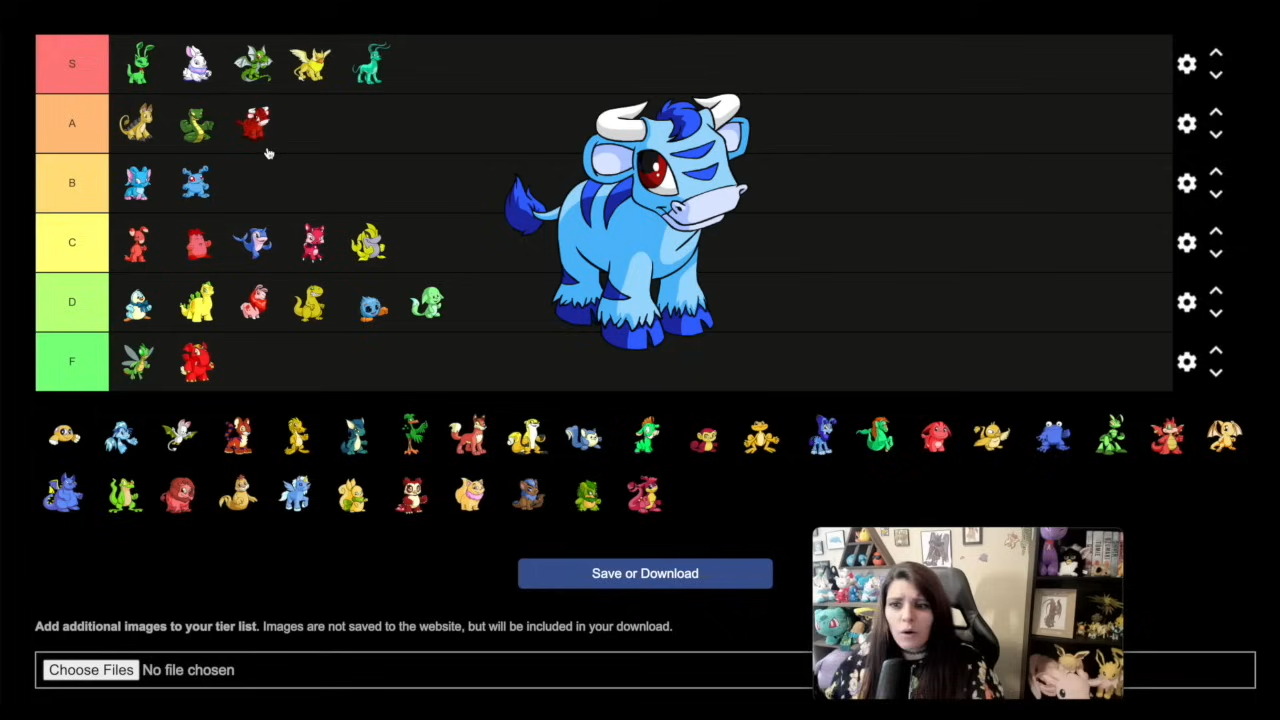 S
A
B
C
D
F
Save or Download
Add additional images to your tier list. Images are not saved to the website, but will be included in your download.
Choose Files No file chosen